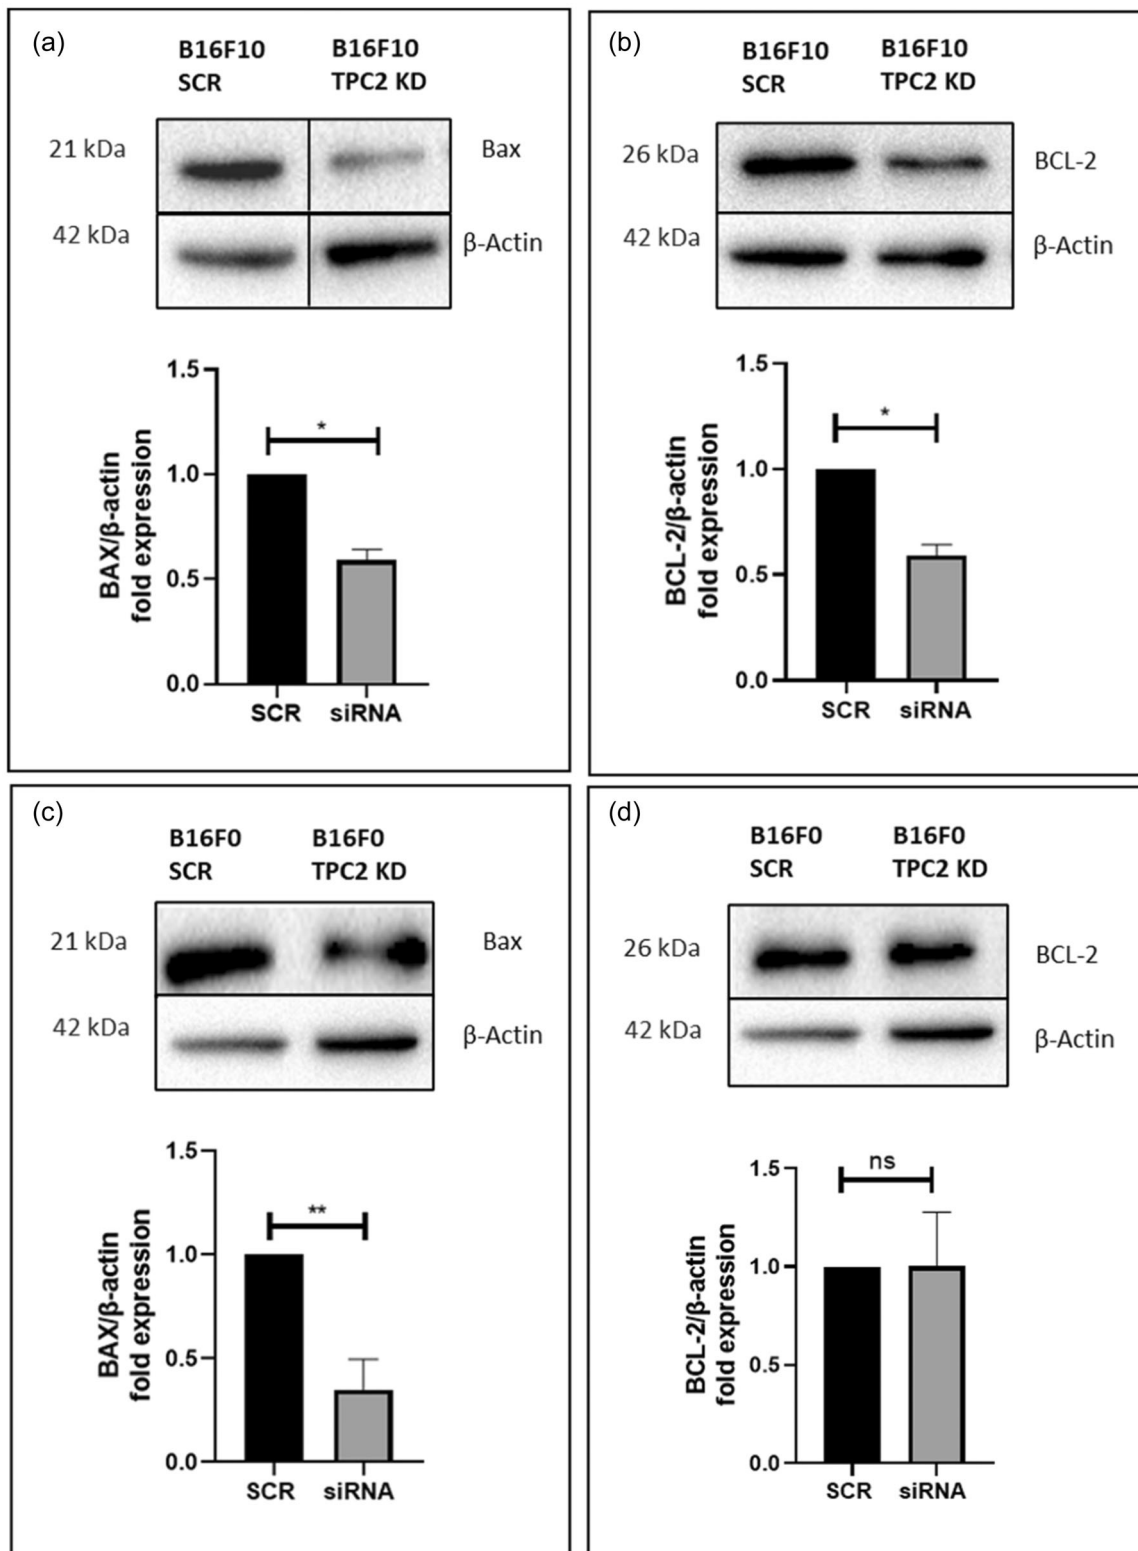 (a)
B16F10 B16F10
SCR TPC2 KD
21 kDa Bax
42 kDa β-Actin
1.5
*
1.0
0.5
0.0
BAX/β-actin
fold expression
SCR siRNA
(b)
B16F10 B16F10
SCR TPC2 KD
26 kDa BCL-2
42 kDa β-Actin
1.5
*
1.0
0.5
0.0
BCL-2/β-actin
fold expression
SCR siRNA
(c)
B16F0 B16F0
SCR TPC2 KD
21 kDa Bax
42 kDa β-Actin
1.5
**
1.0
0.5
0.0
BAX/β-actin
fold expression
SCR siRNA
(d)
B16F0 B16F0
SCR TPC2 KD
26 kDa BCL-2
42 kDa β-Actin
1.5
ns
1.0
0.5
0.0
BCL-2/β-actin
fold expression
SCR siRNA